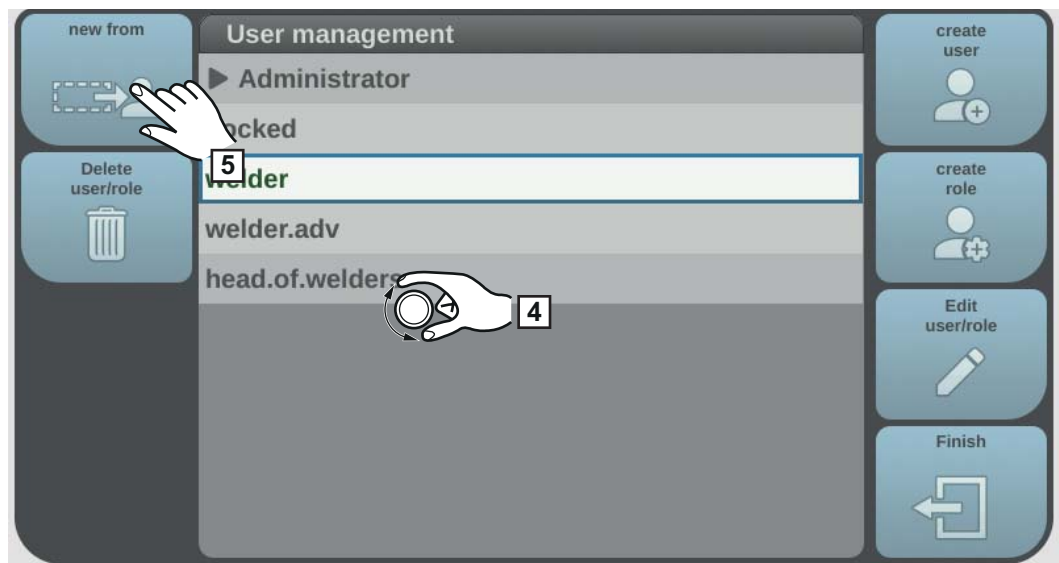 new from
Delete
user/role
User management
Administrator
locked
welder
welder.adv
head.of.welders
5
4
create
user
create
role
Edit
user/role
Finish